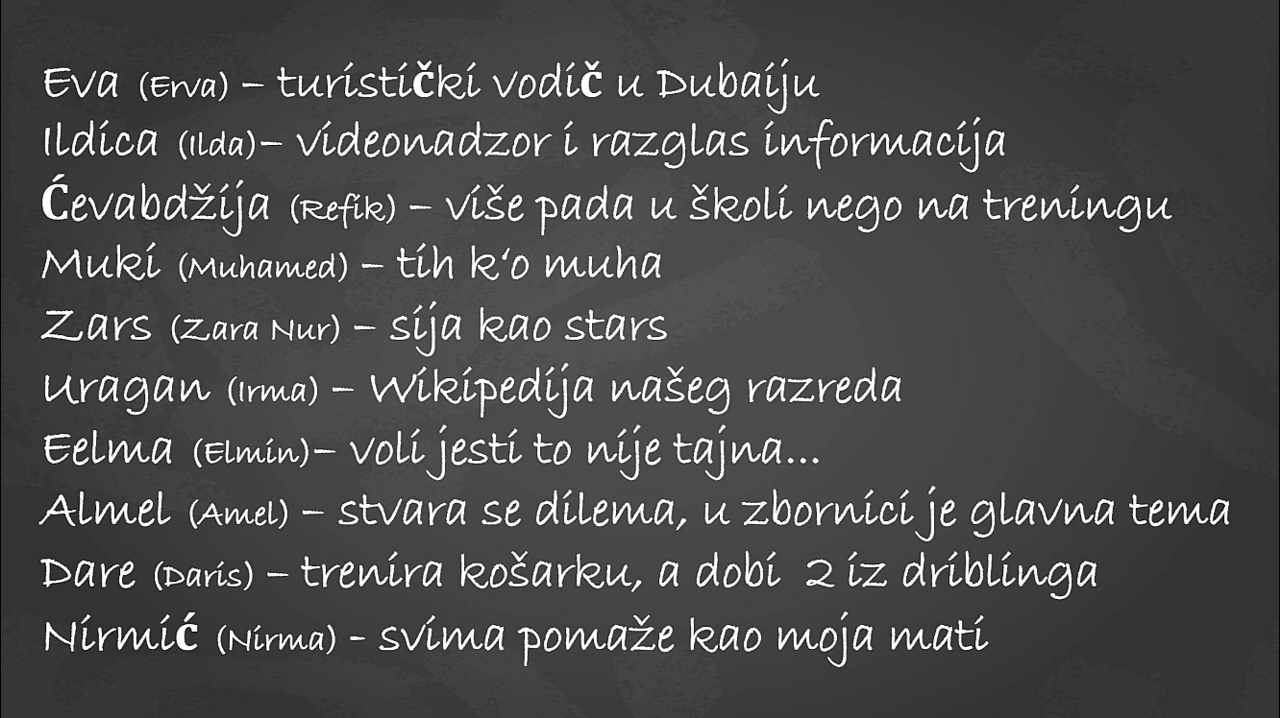 Eva (Erva) – turistički vodič u Dubaiju
Ildica (Ilda)– videonadzor i razglas informacija
Ćevabdžija (Refik) – više pada u školi nego na treningu
Muki (Muhamed) – tih k‘o muha
Zars (Zara Nur) – sija kao stars
Uragan (Irma) – Wikipedija našeg razreda
Eelma (Elmin)– voli jesti to nije tajna...
Almel (Amel) – stvara se dilema, u zbornici je glavna tema
Dare (Daris) – trenira košarku, a dobi 2 iz driblinga
Nirmić (Nirma) - svima pomaže kao moja mati